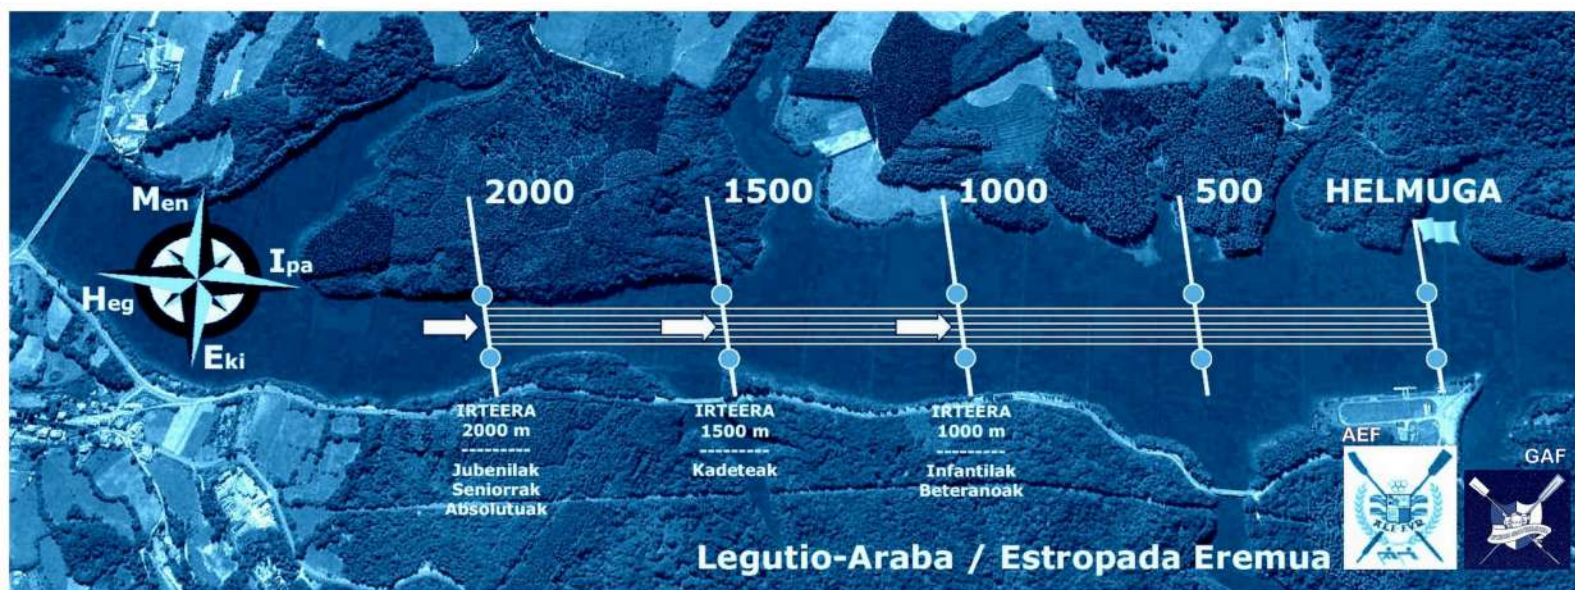 2000
1500
1000
500
HELMUGA
Men
Ipa
Heg
Eki
IRTEERA
2000 m
---------
Jubenilak
Seniorrak
Absolutuak
IRTEERA
1500 m
---------
Kadeteak
IRTEERA
1000 m
---------
Infantilak
Beteranoak
AEF
GAF
Legutio-Araba / Estropada Eremua